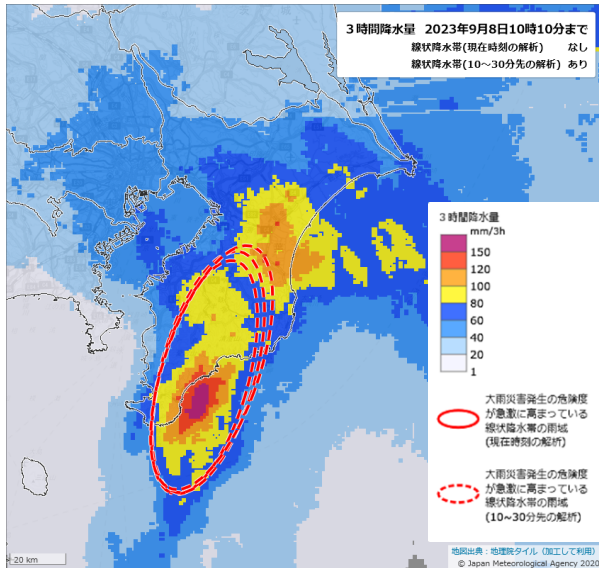 ３時間降水量 2023年9月8日10時10分まで
線状降水帯(現在時刻の解析) なし
線状降水帯(10～30分先の解析) あり
３時間降水量
mm/3h
150
120
100
80
60
40
20
1
大雨災害発生の危険度
が急激に高まっている
線状降水帯の雨域
(現在時刻の解析)
大雨災害発生の危険度
が急激に高まっている
線状降水帯の雨域
(10~30分先の解析)
20 km
地図出典：地理院タイル（加工して利用）
© Japan Meteorological Agency 2020